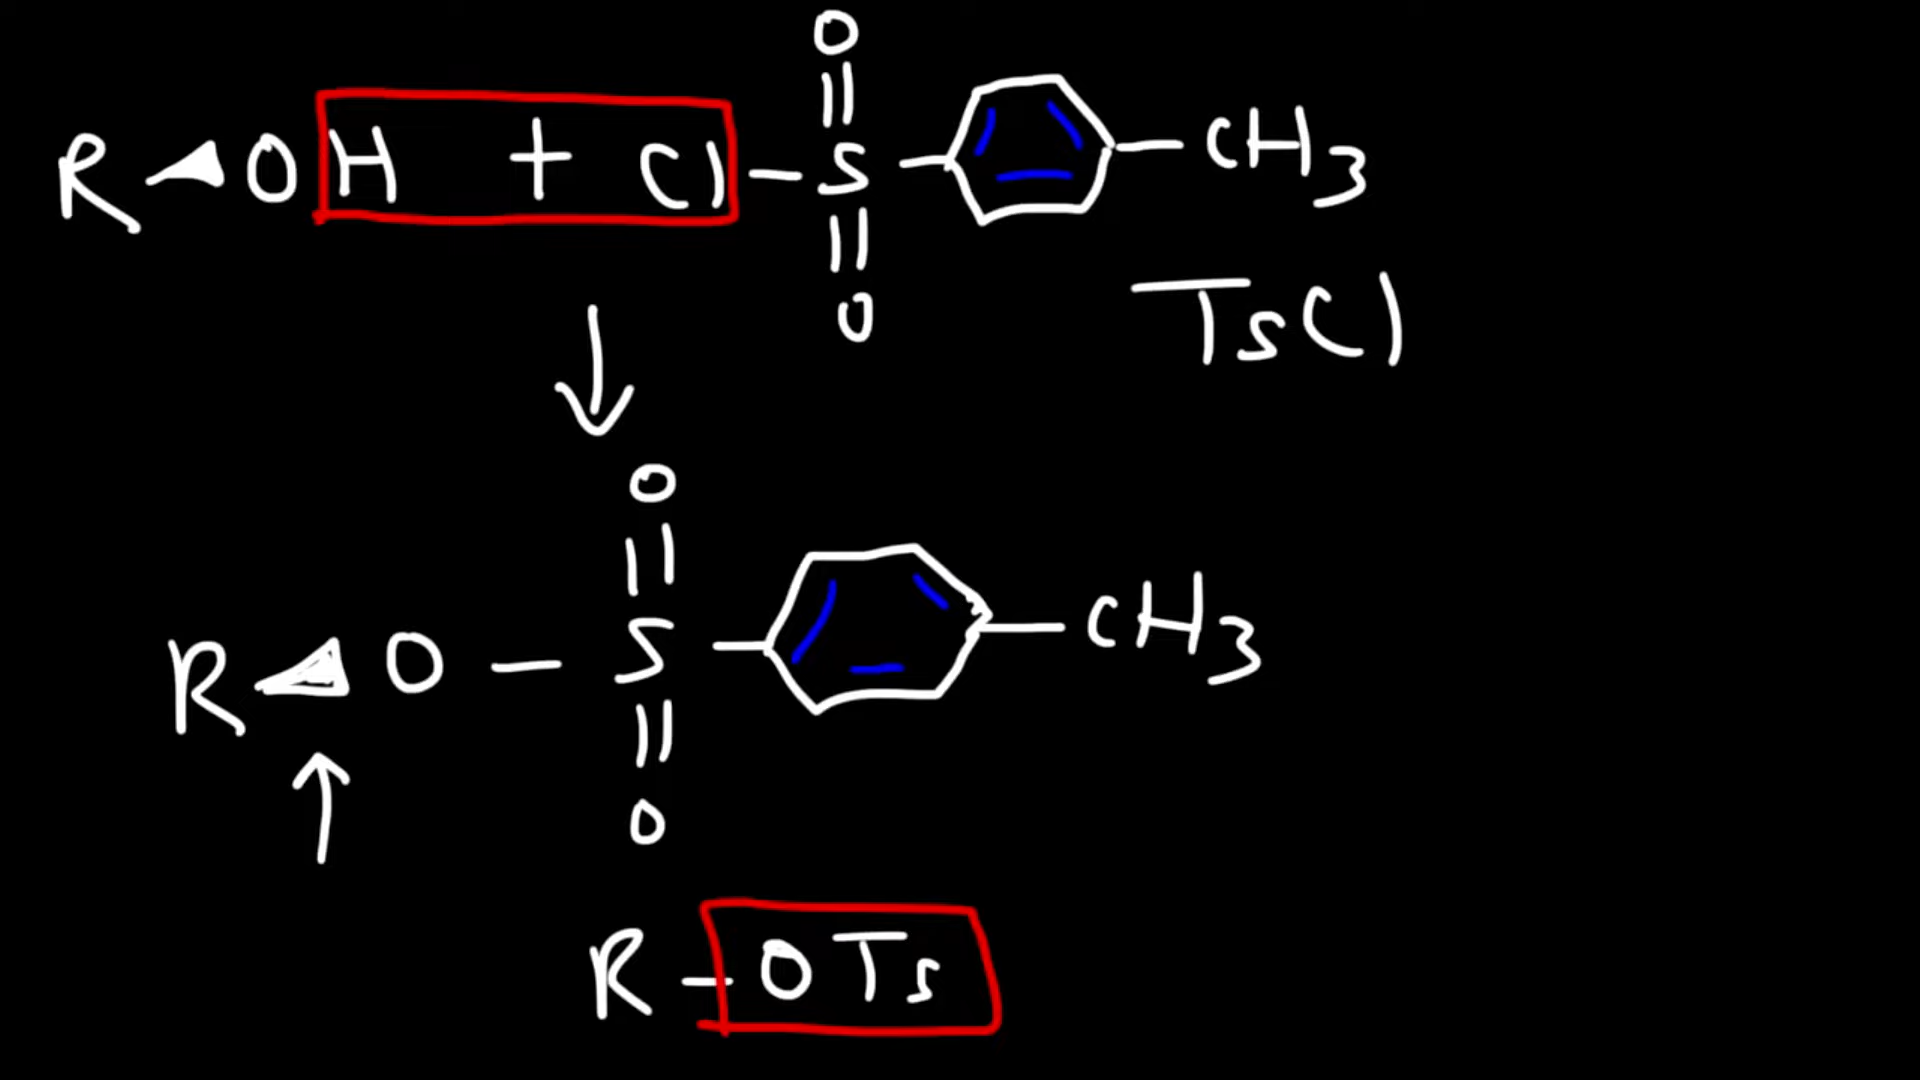 O
R OH + Cl - S - CH3
O
TsCl
O
R O - S - CH3
O
R - OTs